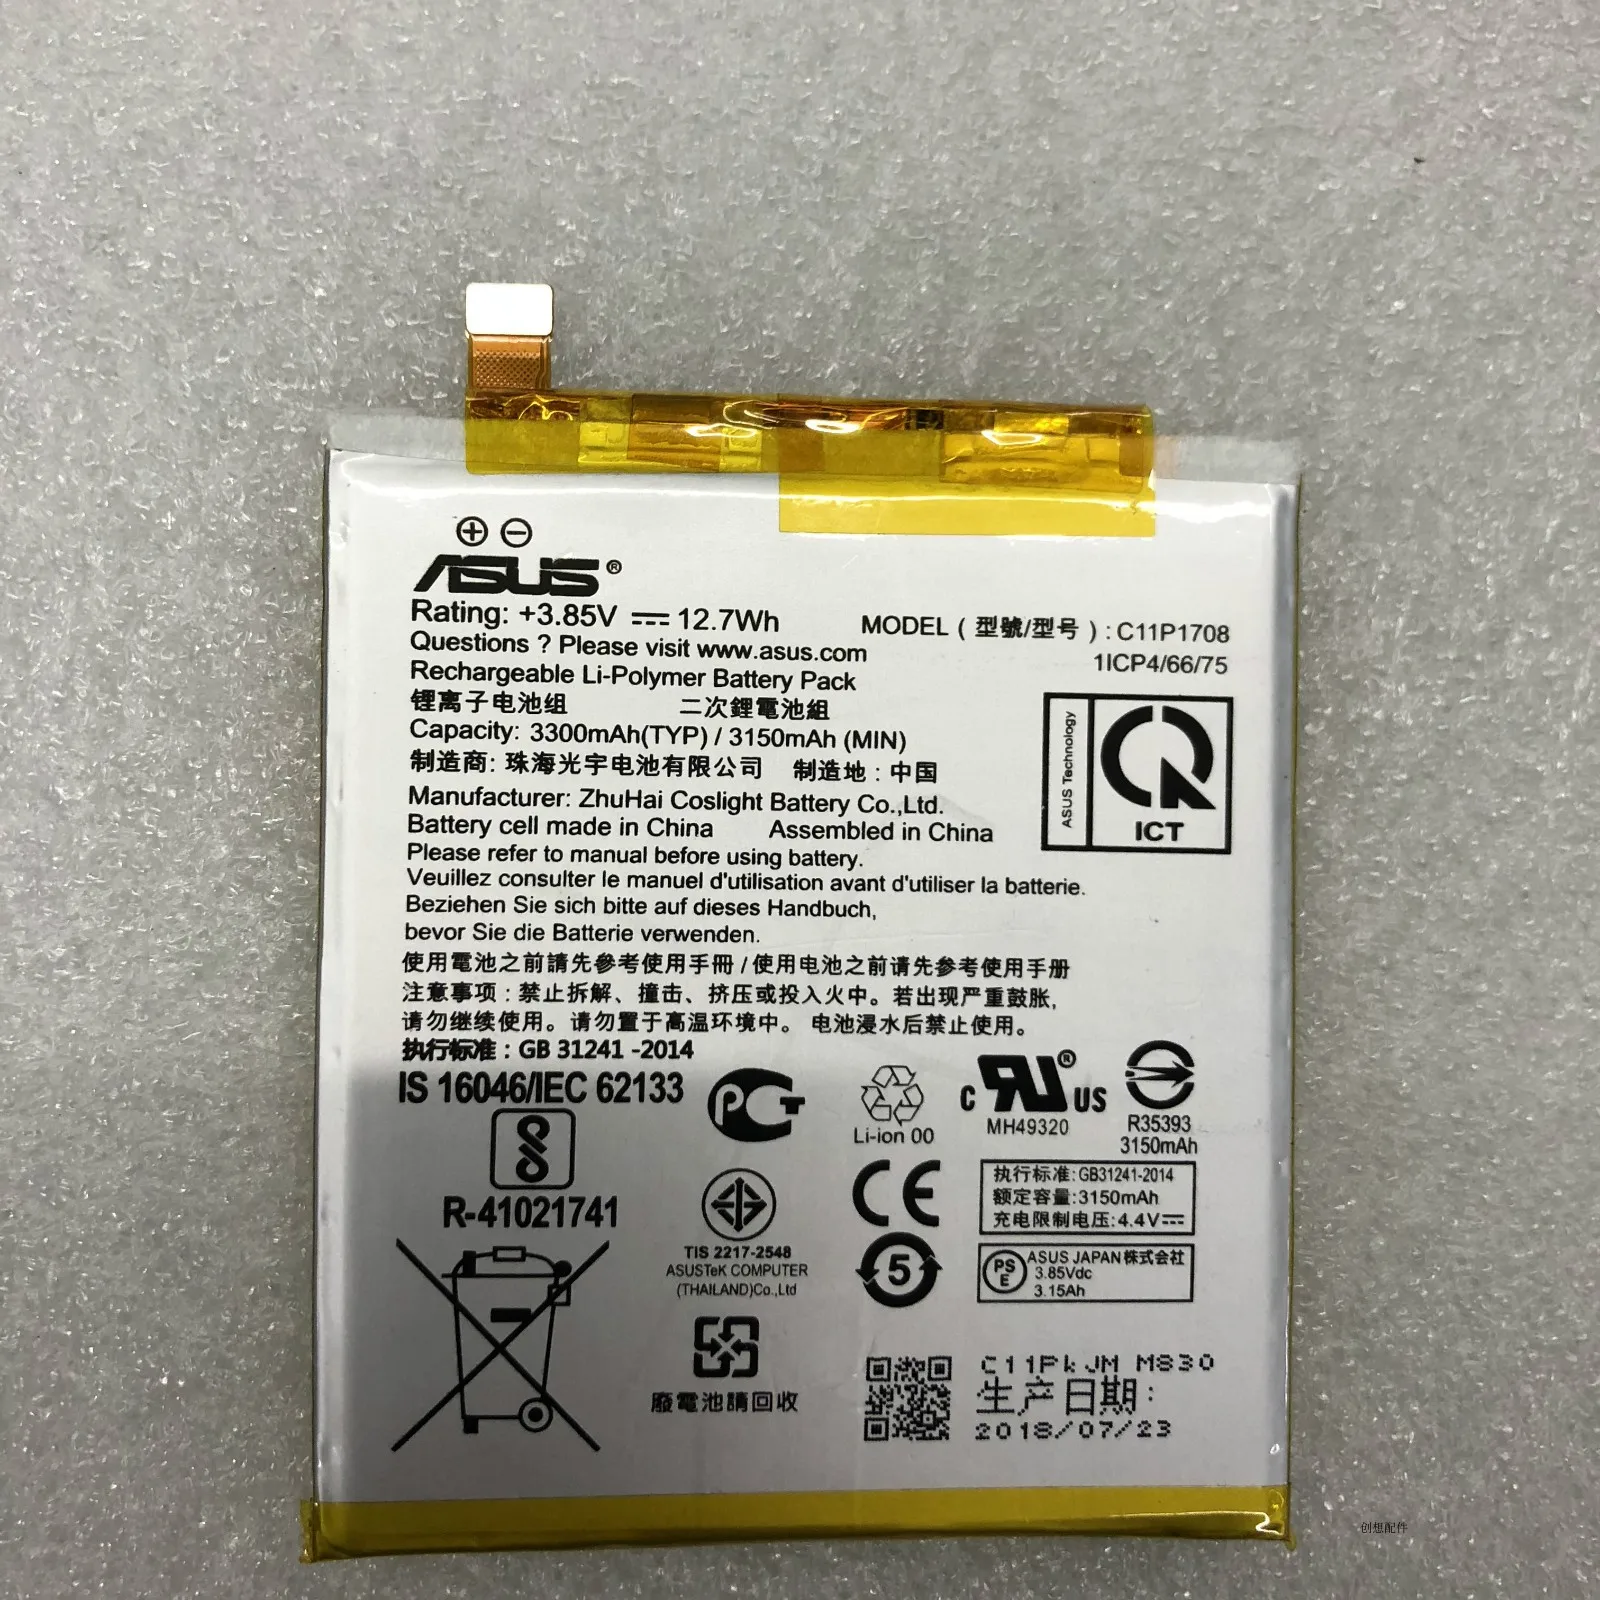 ASUS®
Rating: +3.85V 12.7Wh
MODEL ( 型號/型号 ) : C11P1708
Questions ? Please visit www.asus.com
1ICP4/66/75
Rechargeable Li-Polymer Battery Pack
锂离子电池组 二次鋰電池組
Capacity: 3300mAh(TYP) / 3150mAh (MIN)
制造商: 珠海光宇电池有限公司 制造地 : 中国
Manufacturer: ZhuHai Coslight Battery Co.,Ltd.
Battery cell made in China Assembled in China
ASUS Technology
ICT
Please refer to manual before using battery.
Veuillez consulter le manuel d'utilisation avant d'utiliser la batterie.
Beziehen Sie sich bitte auf dieses Handbuch,
bevor Sie die Batterie verwenden.
使用電池之前請先參考使用手冊 / 使用电池之前请先参考使用手册
注意事项 : 禁止拆解、撞击、挤压或投入火中。若出现严重鼓胀,
请勿继续使用。请勿置于高温环境中。 电池浸水后禁止使用。
执行标准 : GB 31241 -2014
IS 16046/IEC 62133
R-41021741
PCT
Li-ion 00
c RU® US
MH49320
R35393
3150mAh
TIS 2217-2548
ASUSTeK COMPUTER
(THAILAND)Co.,Ltd
CE
5
执行标准: GB31241-2014
额定容量: 3150mAh
充电限制电压: 4.4V
PS
E
ASUS JAPAN 株式会社
3.85Vdc
3.15Ah
廢電池請回收
C11PkJM M830
生产日期:
2018/07/23
创想配件